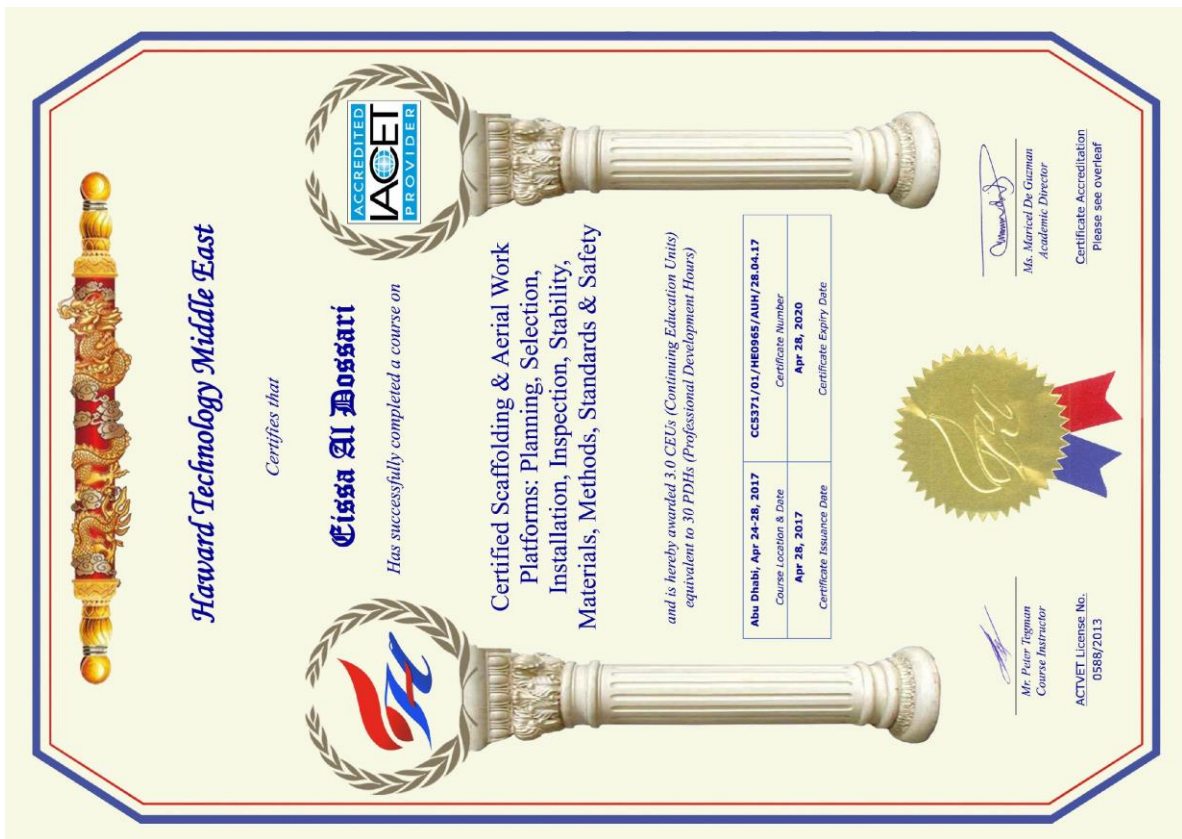 Haward Technology Middle East
Certifies that
Eissa Al Dossari
Has successfully completed a course on
ACCREDITED
IACET
PROVIDER
Certified Scaffolding & Aerial Work
Platforms: Planning, Selection,
Installation, Inspection, Stability,
Materials, Methods, Standards & Safety
and is hereby awarded 3.0 CEUs (Continuing Education Units)
equivalent to 30 PDHs (Professional Development Hours)
Abu Dhabi, Apr 24-28, 2017
Course Location & Date
CC5371/01/HE0965/AUH/28.04.17
Certificate Number
Apr 28, 2017
Certificate Issuance Date
Apr 28, 2020
Certificate Expiry Date
Mr. Peter Tegman
Course Instructor
ACTVET License No.
0588/2013
Ms. Maricel De Guzman
Academic Director
Certificate Accreditation
Please see overleaf